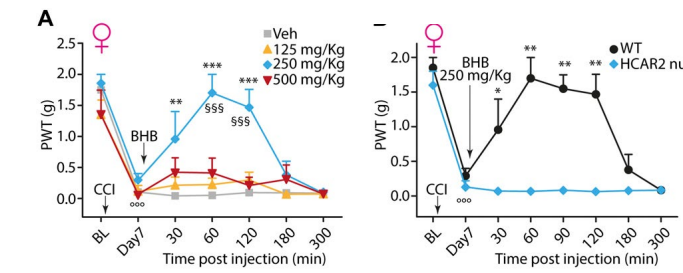 A
♀
Veh
125 mg/Kg
250 mg/Kg
500 mg/Kg
PWT (g)
2.5
2.0
1.5
1.0
0.5
0.0
CCI
BHB
**
***
***
§§§
§§§
°°°
BL
Day7
30
60
120
180
300
Time post injection (min)
♀
WT
HCAR2 nu
PWT (g)
2.0
1.5
1.0
0.5
0.0
CCI
BHB
250 mg/Kg
*
**
**
**
°°°
BL
Day7
30
60
90
120
180
300
Time post injection (min)